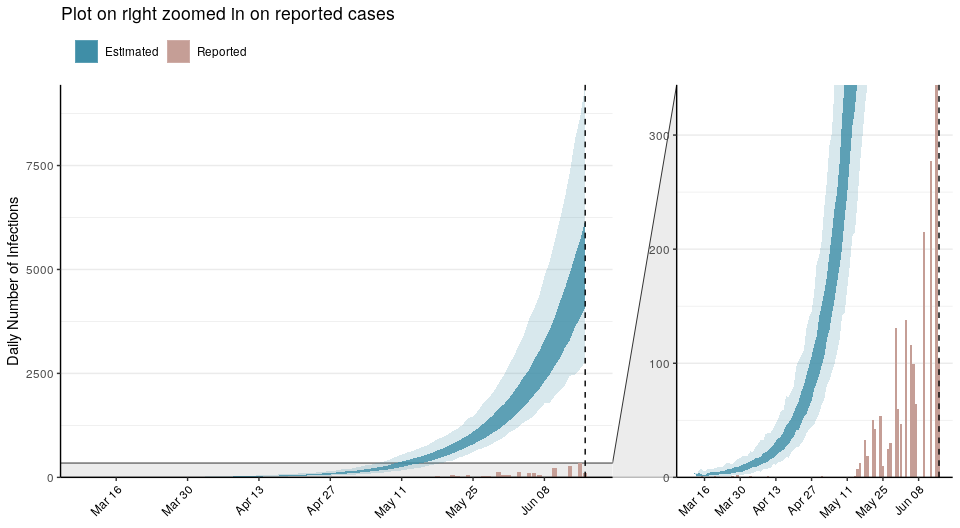 Plot on right zoomed in on reported cases
Estimated
Reported
Daily Number of Infections
7500
5000
2500
0
Mar 16
Mar 30
Apr 13
Apr 27
May 11
May 25
Jun 08
300
200
100
0
Mar 16
Mar 30
Apr 13
Apr 27
May 11
May 25
Jun 08